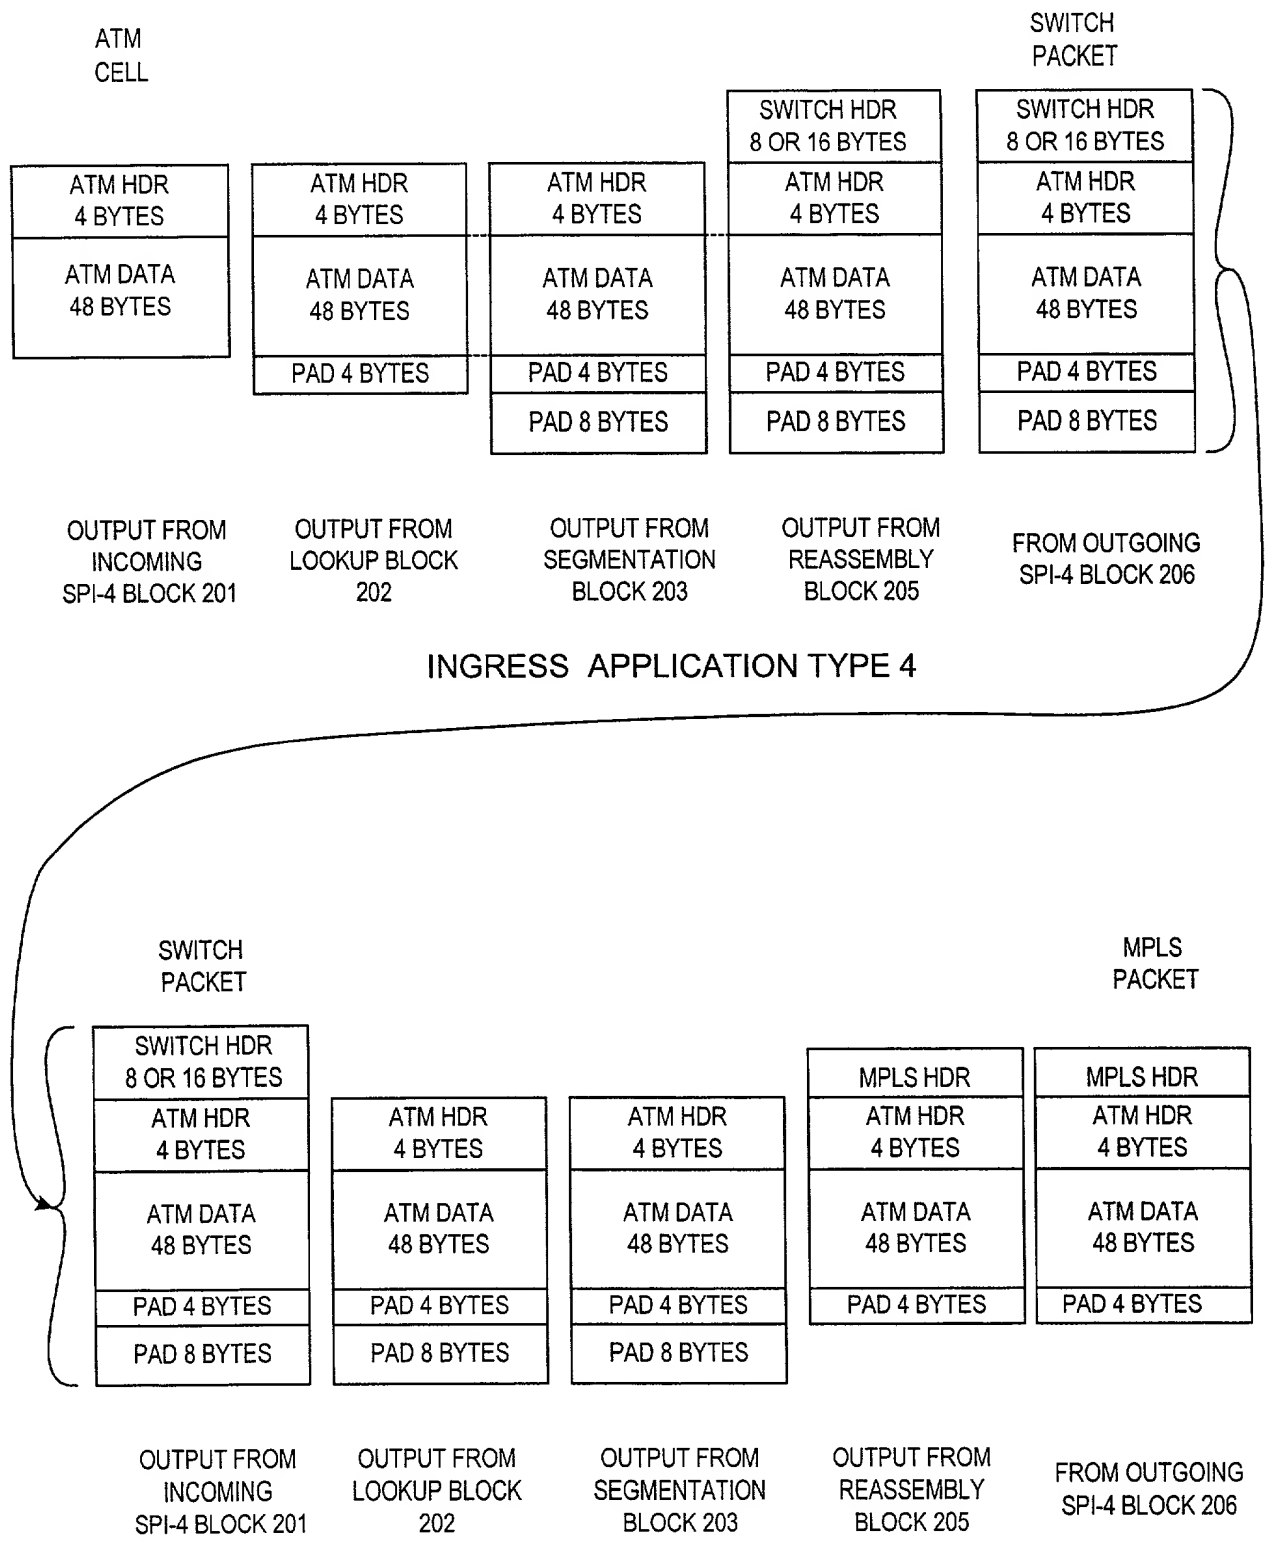 ATM
CELL
SWITCH
PACKET
ATM HDR
4 BYTES
ATM DATA
48 BYTES
ATM HDR
4 BYTES
ATM DATA
48 BYTES
PAD 4 BYTES
ATM HDR
4 BYTES
ATM DATA
48 BYTES
PAD 4 BYTES
PAD 8 BYTES
SWITCH HDR
8 OR 16 BYTES
ATM HDR
4 BYTES
ATM DATA
48 BYTES
PAD 4 BYTES
PAD 8 BYTES
SWITCH HDR
8 OR 16 BYTES
ATM HDR
4 BYTES
ATM DATA
48 BYTES
PAD 4 BYTES
PAD 8 BYTES
OUTPUT FROM
INCOMING
SPI-4 BLOCK 201
OUTPUT FROM
LOOKUP BLOCK
202
OUTPUT FROM
SEGMENTATION
BLOCK 203
OUTPUT FROM
REASSEMBLY
BLOCK 205
FROM OUTGOING
SPI-4 BLOCK 206
INGRESS APPLICATION TYPE 4
SWITCH
PACKET
MPLS
PACKET
SWITCH HDR
8 OR 16 BYTES
ATM HDR
4 BYTES
ATM DATA
48 BYTES
PAD 4 BYTES
PAD 8 BYTES
ATM HDR
4 BYTES
ATM DATA
48 BYTES
PAD 4 BYTES
PAD 8 BYTES
ATM HDR
4 BYTES
ATM DATA
48 BYTES
PAD 4 BYTES
PAD 8 BYTES
MPLS HDR
ATM HDR
4 BYTES
ATM DATA
48 BYTES
PAD 4 BYTES
MPLS HDR
ATM HDR
4 BYTES
ATM DATA
48 BYTES
PAD 4 BYTES
OUTPUT FROM
INCOMING
SPI-4 BLOCK 201
OUTPUT FROM
LOOKUP BLOCK
202
OUTPUT FROM
SEGMENTATION
BLOCK 203
OUTPUT FROM
REASSEMBLY
BLOCK 205
FROM OUTGOING
SPI-4 BLOCK 206